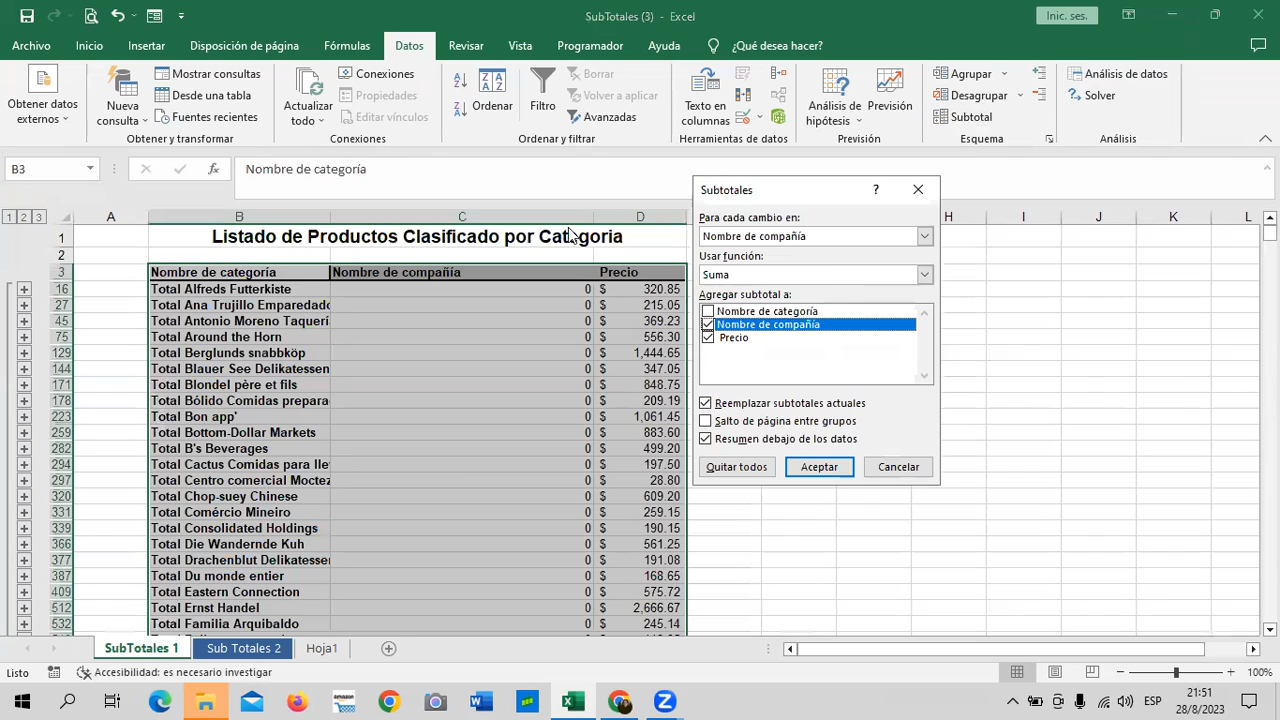 SubTotales (3) - Excel
Inic. ses.
Archivo Inicio Insertar Disposición de página Fórmulas Datos Revisar Vista Programador Ayuda ¿Qué desea hacer?
Obtener datos externos
Nueva consulta
Mostrar consultas
Desde una tabla
Fuentes recientes
Obtener y transformar
Actualizar todo
Conexiones
Propiedades
Editar vínculos
Conexiones
Ordenar
Filtro
Borrar
Volver a aplicar
Avanzadas
Ordenar y filtrar
Texto en columnas
Herramientas de datos
Análisis de hipótesis
Previsión
Previsión
Agrupar
Desagrupar
Subtotal
Esquema
Análisis de datos
Solver
Análisis
B3 fx Nombre de categoría
1 2 3 A B C D H I J K L
1 Listado de Productos Clasificado por Categoria
2
3 Nombre de categoría Nombre de compañía Precio
16 Total Alfreds Futterkiste 0 $ 320.85
27 Total Ana Trujillo Emparedado 0 $ 215.05
45 Total Antonio Moreno Taquerí 0 $ 369.23
75 Total Around the Horn 0 $ 556.30
129 Total Berglunds snabbköp 0 $ 1,444.65
144 Total Blauer See Delikatessen 0 $ 347.05
171 Total Blondel père et fils 0 $ 848.75
178 Total Bólido Comidas prepara 0 $ 209.19
223 Total Bon app' 0 $ 1,061.45
259 Total Bottom-Dollar Markets 0 $ 883.60
282 Total B's Beverages 0 $ 499.20
294 Total Cactus Comidas para lle 0 $ 197.50
297 Total Centro comercial Moctez 0 $ 28.80
320 Total Chop-suey Chinese 0 $ 609.20
331 Total Comércio Mineiro 0 $ 259.15
339 Total Consolidated Holdings 0 $ 190.15
366 Total Die Wandernde Kuh 0 $ 561.25
377 Total Drachenblut Delikatessen 0 $ 191.08
387 Total Du monde entier 0 $ 168.65
409 Total Eastern Connection 0 $ 575.72
512 Total Ernst Handel 0 $ 2,666.67
532 Total Familia Arquibaldo 0 $ 245.14
Subtotales ?
Para cada cambio en:
Nombre de compañía
Usar función:
Suma
Agregar subtotal a:
Nombre de categoría
Nombre de compañía
Precio
Reemplazar subtotales actuales
Salto de página entre grupos
Resumen debajo de los datos
Quitar todos Aceptar Cancelar
SubTotales 1 Sub Totales 2 Hoja1
Listo Accesibilidad: es necesario investigar 100%
ESP 21:51
28/8/2023